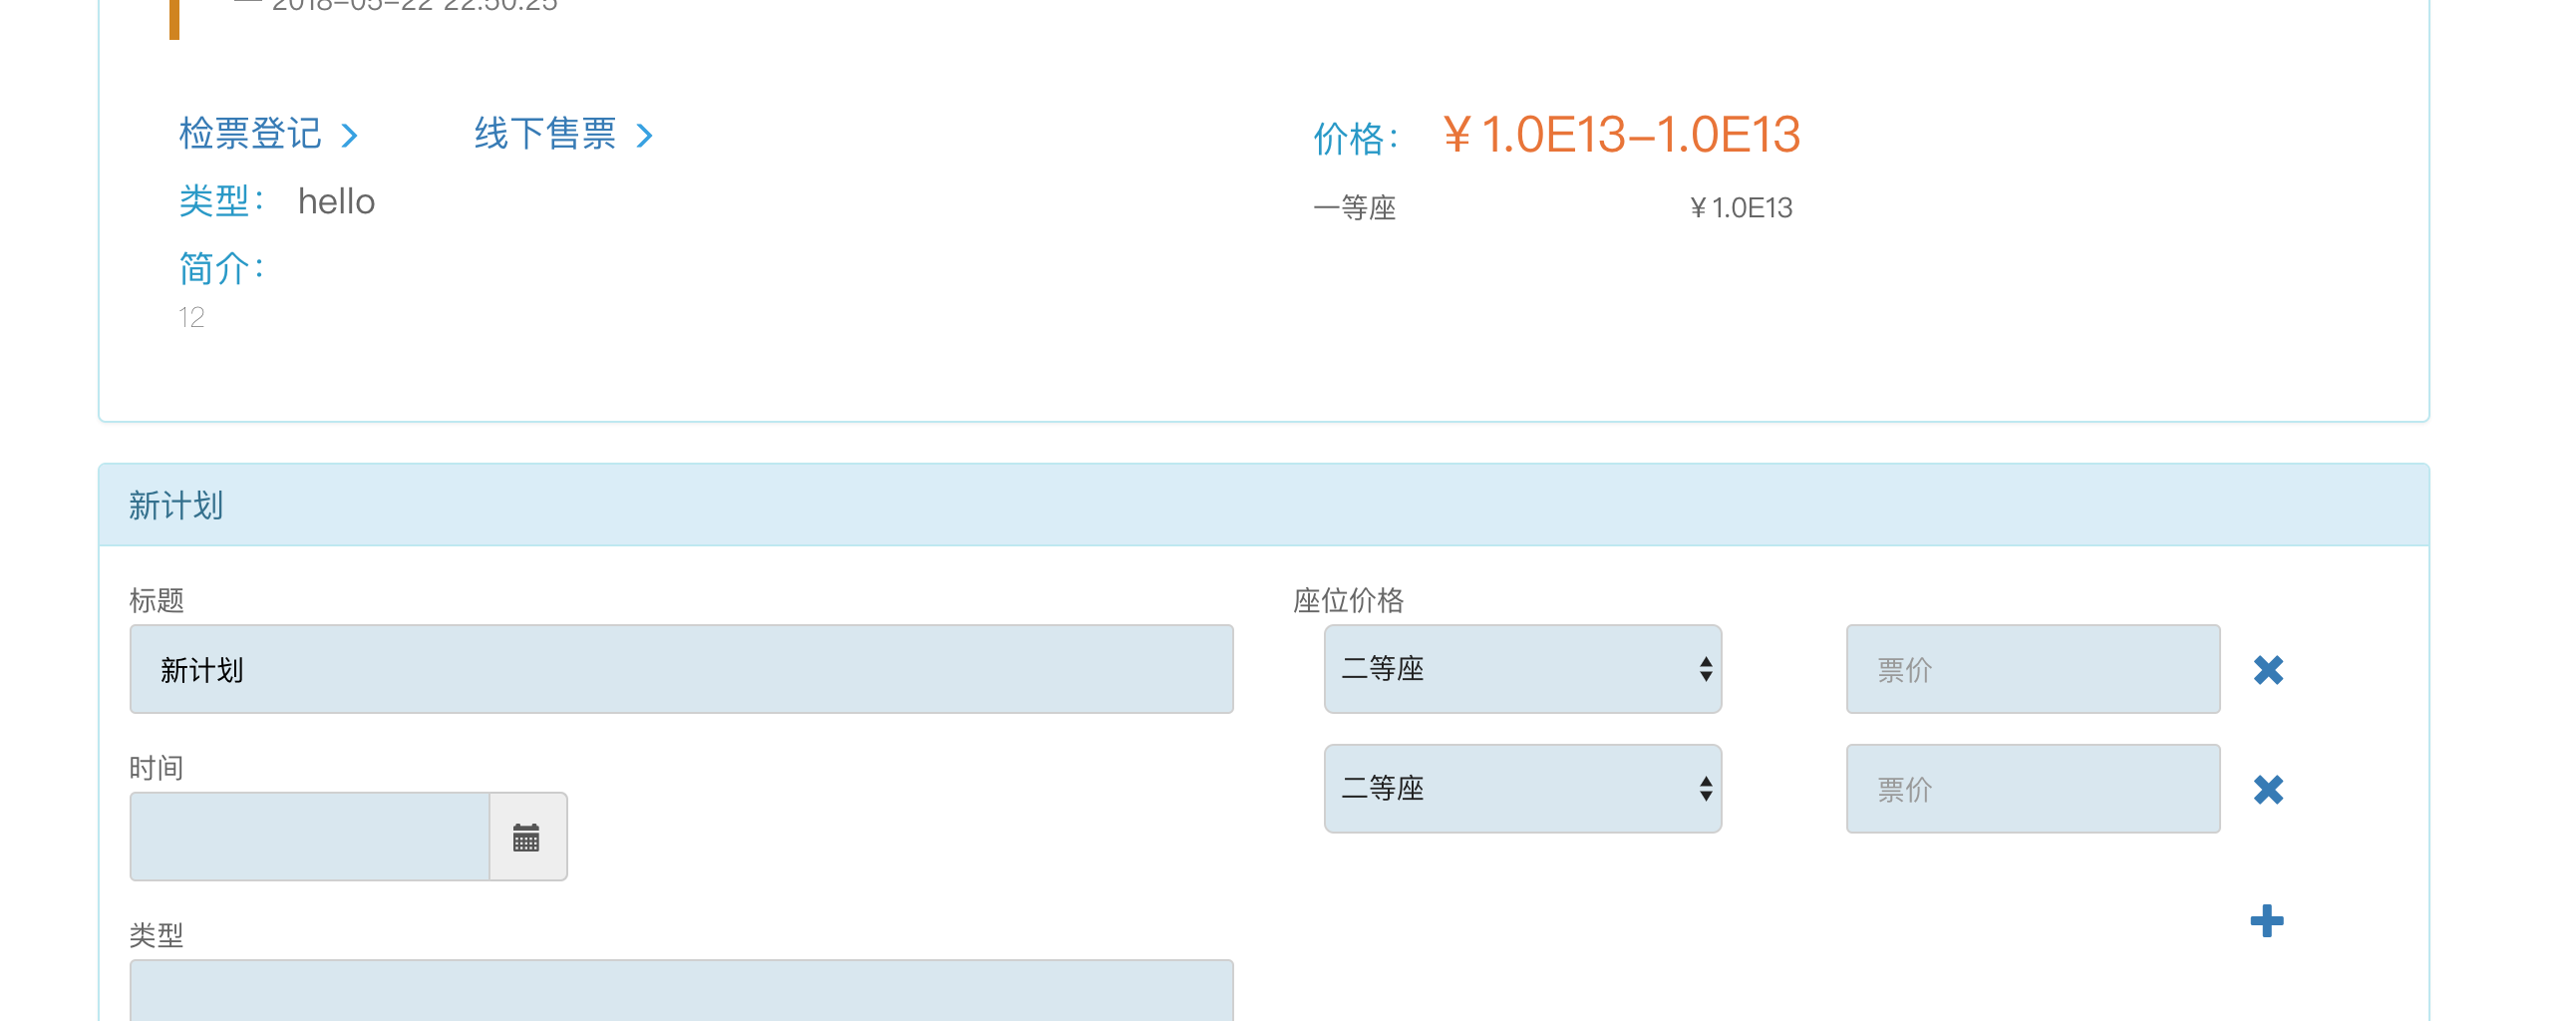 — 2018-05-22 22:50:25
检票登记 线下售票
价格： ¥1.0E13-1.0E13
类型： hello
一等座 ¥1.0E13
简介：
12
新计划
标题 座位价格
新计划 二等座 票价
时间
二等座 票价
类型